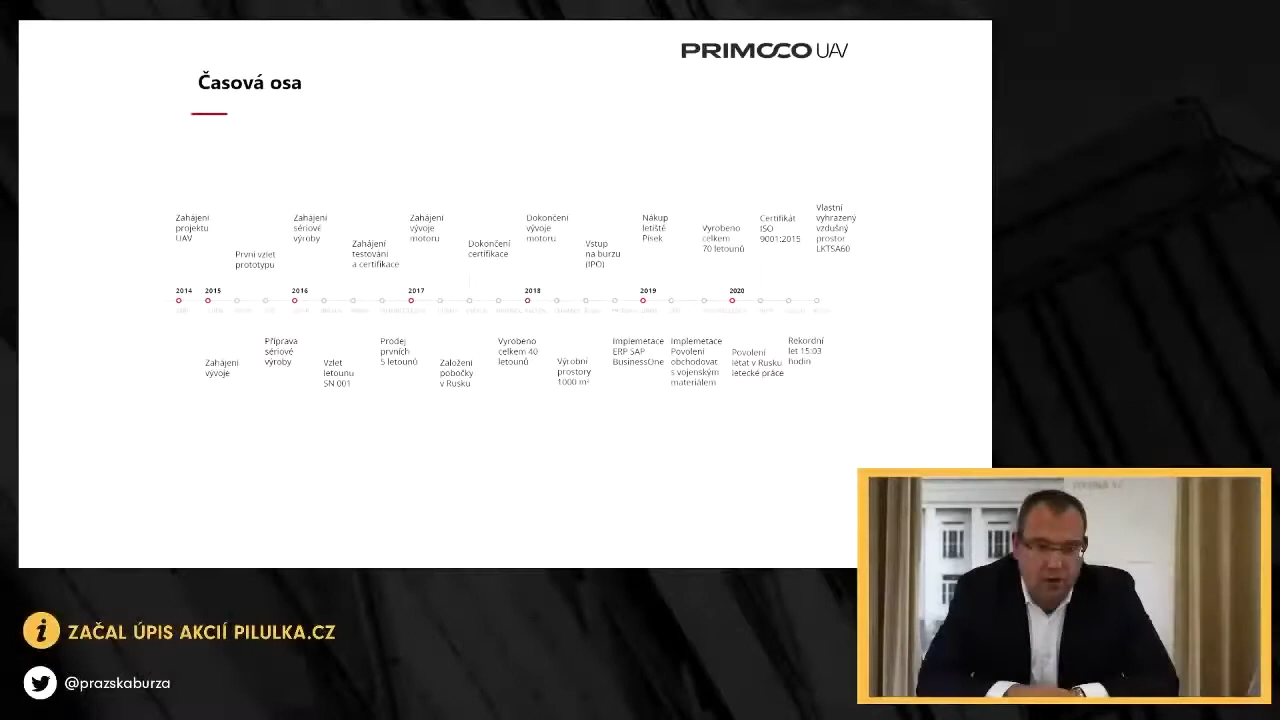 PRIMOCO UAV
Časová osa
Zahájení
projektu
UAV
První vzlet
prototypu
Zahájení
sériové
výroby
Zahájení
testování
a certifikace
Zahájení
vývoje
motoru
Dokončení
certifikace
Dokončení
vývoje
motoru
Vstup
na burzu
(IPO)
Nákup
letiště
Písek
Vyrobeno
celkem
70 letounů
Certifikát
ISO
9001:2015
Vlastní
vyhrazený
vzdušný
prostor
LKTSA60
2014 2015 2016 2017 2018 2019 2020
Zahájení
vývoje
Příprava
sériové
výroby
Vzlet
letounu
SN 001
Prodej
prvních
5 letounů
Založení
pobočky
v Rusku
Vyrobeno
celkem 40
letounů
Výrobní
prostory
1000 m²
Implemetace
ERP SAP
BusinessOne
Implemetace
Povolení
obchodovat
s vojenským
materiálem
Povolení
létat v Rusku
letecké práce
Rekordní
let 15:03
hodin
ZAČAL ÚPIS AKCIÍ PILULKA.CZ
@prazskaburza